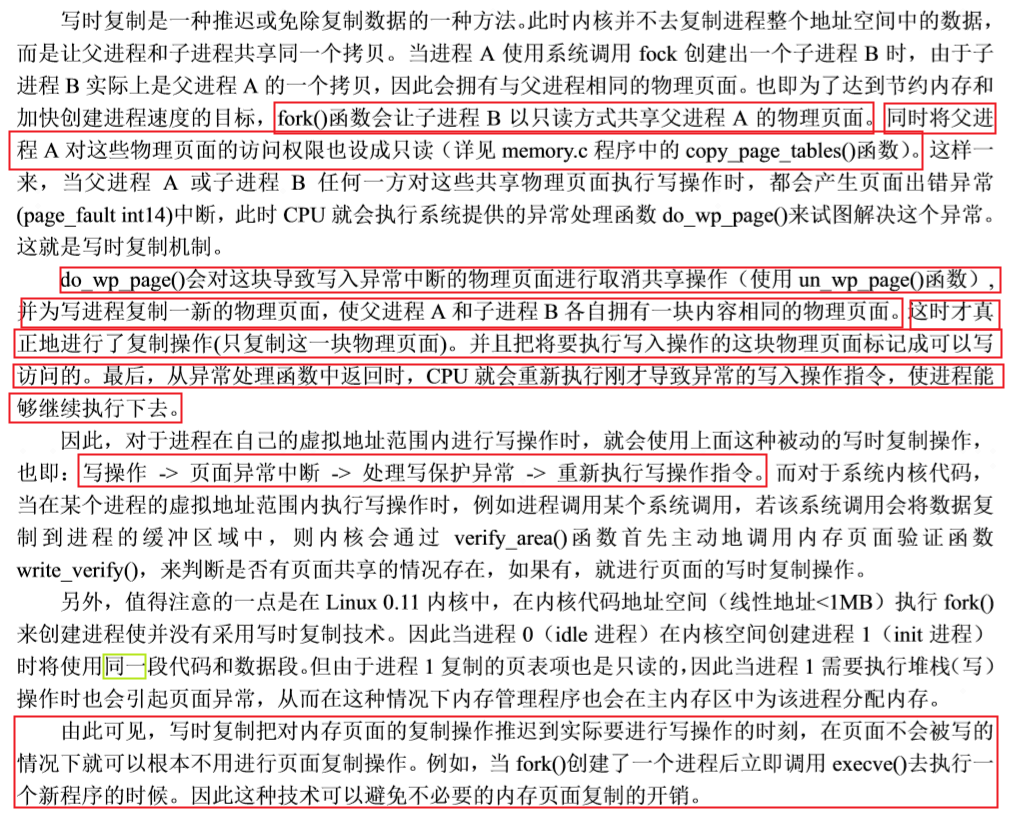 写时复制是一种推迟或免除复制数据的一种方法。此时内核并不去复制进程整个地址空间中的数据，
而是让父进程和子进程共享同一个拷贝。当进程 A 使用系统调用 fock 创建出一个子进程 B 时，由于子
进程 B 实际上是父进程 A 的一个拷贝，因此会拥有与父进程相同的物理页面。也即为了达到节约内存和
加快创建进程速度的目标，fork()函数会让子进程 B 以只读方式共享父进程 A 的物理页面。同时将父进
程 A 对这些物理页面的访问权限也设成只读（详见 memory.c 程序中的 copy_page_tables()函数）。这样一
来，当父进程 A 或子进程 B 任何一方对这些共享物理页面执行写操作时，都会产生页面出错异常
(page_fault int14)中断，此时 CPU 就会执行系统提供的异常处理函数 do_wp_page()来试图解决这个异常。
这就是写时复制机制。
do_wp_page()会对这块导致写入异常中断的物理页面进行取消共享操作（使用 un_wp_page()函数），
并为写进程复制一新的物理页面，使父进程 A 和子进程 B 各自拥有一块内容相同的物理页面。这时才真
正地进行了复制操作(只复制这一块物理页面)。并且把将要执行写入操作的这块物理页面标记成可以写
访问的。最后，从异常处理函数中返回时，CPU 就会重新执行刚才导致异常的写入操作指令，使进程能
够继续执行下去。
因此，对于进程在自己的虚拟地址范围内进行写操作时，就会使用上面这种被动的写时复制操作，
也即：写操作 -> 页面异常中断 -> 处理写保护异常 -> 重新执行写操作指令。而对于系统内核代码，
当在某个进程的虚拟地址范围内执行写操作时，例如进程调用某个系统调用，若该系统调用会将数据复
制到进程的缓冲区域中，则内核会通过 verify_area()函数首先主动地调用内存页面验证函数
write_verify()，来判断是否有页面共享的情况存在，如果有，就进行页面的写时复制操作。
另外，值得注意的一点是在 Linux 0.11 内核中，在内核代码地址空间（线性地址<1MB）执行 fork()
来创建进程使并没有采用写时复制技术。因此当进程 0（idle 进程）在内核空间创建进程 1（init 进程）
时将使用同一段代码和数据段。但由于进程 1 复制的页表项也是只读的，因此当进程 1 需要执行堆栈（写）
操作时也会引起页面异常，从而在这种情况下内存管理程序也会在主内存区中为该进程分配内存。
由此可见，写时复制把对内存页面的复制操作推迟到实际要进行写操作的时刻，在页面不会被写的
情况下就可以根本不用进行页面复制操作。例如，当 fork()创建了一个进程后立即调用 execve()去执行一
个新程序的时候。因此这种技术可以避免不必要的内存页面复制的开销。